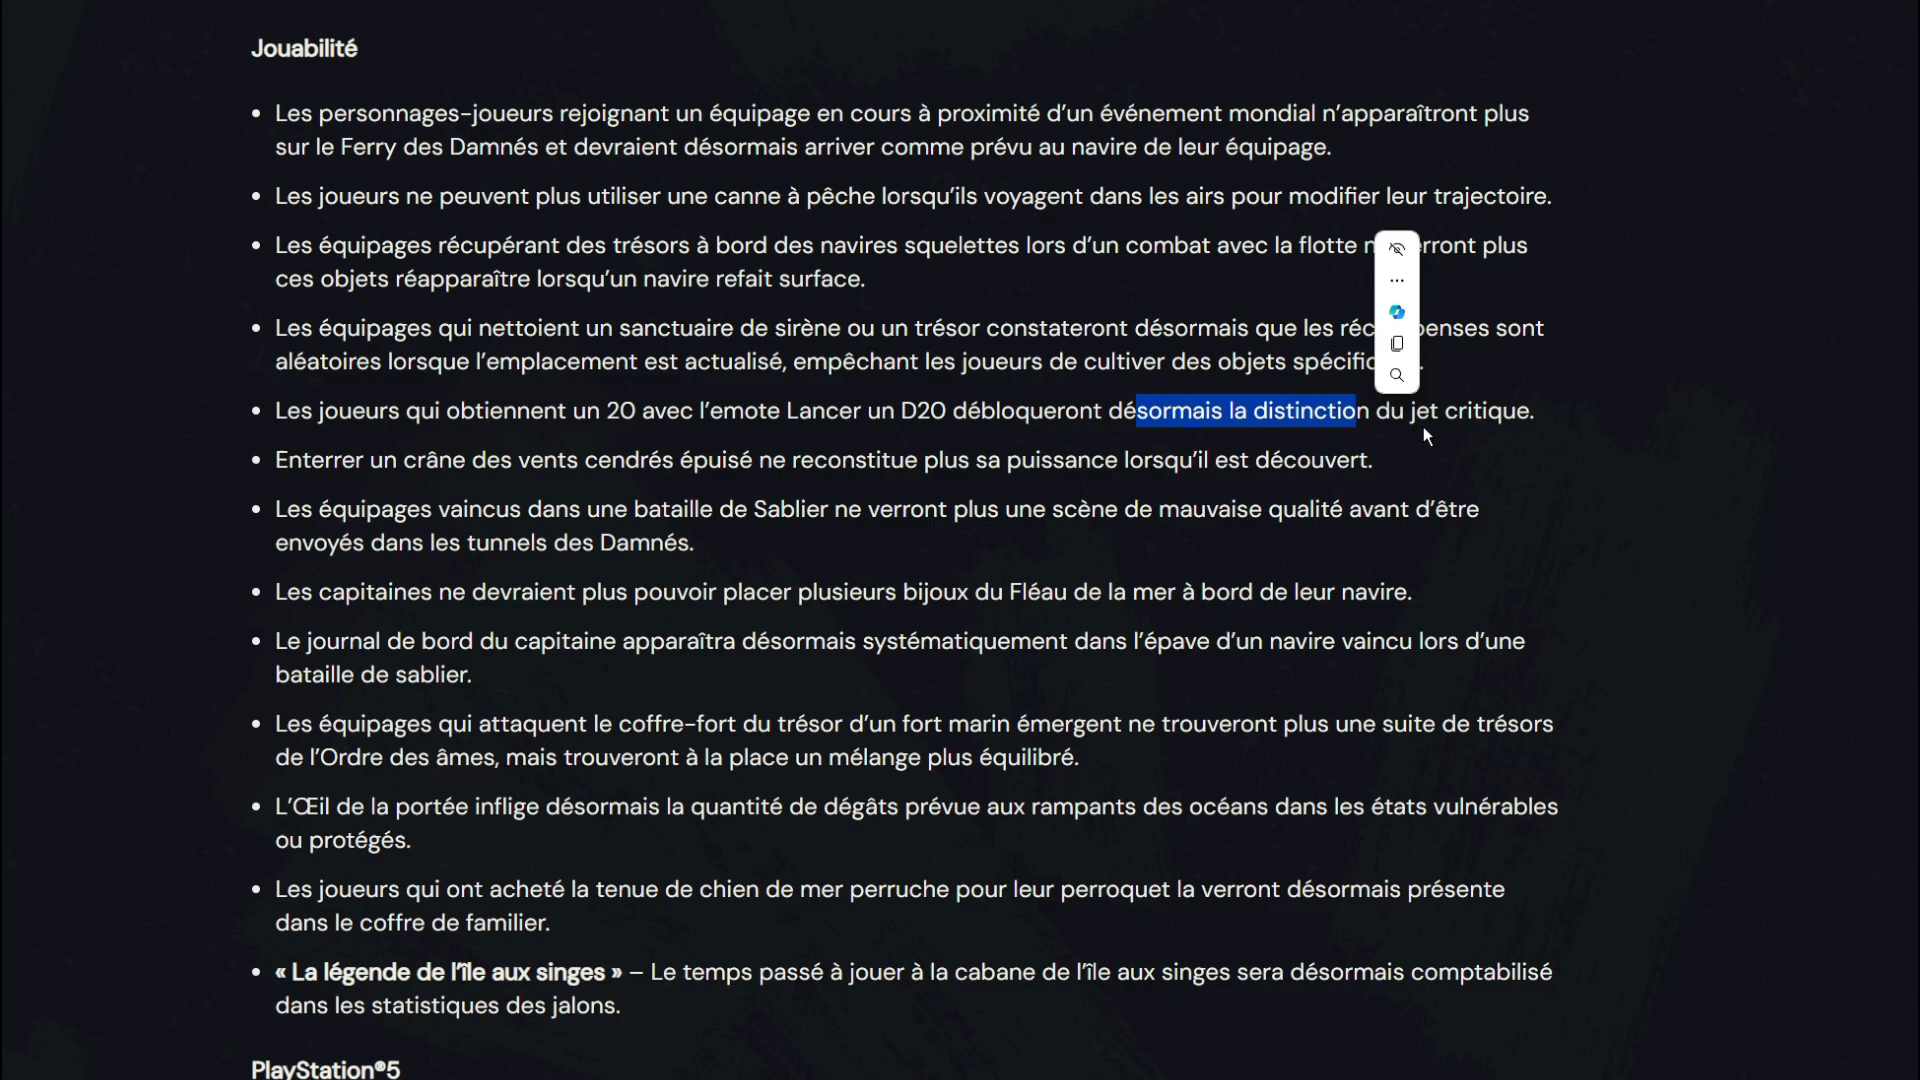 Jouabilité
• Les personnages-joueurs rejoignant un équipage en cours à proximité d’un événement mondial n’apparaîtront plus
sur le Ferry des Damnés et devraient désormais arriver comme prévu au navire de leur équipage.
• Les joueurs ne peuvent plus utiliser une canne à pêche lorsqu’ils voyagent dans les airs pour modifier leur trajectoire.
• Les équipages récupérant des trésors à bord des navires squelettes lors d’un combat avec la flotte plus
ces objets réapparaître lorsqu’un navire refait surface.
• Les équipages qui nettoient un sanctuaire de sirène ou un trésor constateront désormais que les sont
aléatoires lorsque l’emplacement est actualisé, empêchant les joueurs de cultiver des objets
• Les joueurs qui obtiennent un 20 avec l’emote Lancer un D20 débloqueront désormais la distinction du jet critique.
• Enterrer un crâne des vents cendrés épuisé ne reconstitue plus sa puissance lorsqu’il est découvert.
• Les équipages vaincus dans une bataille de Sablier ne verront plus une scène de mauvaise qualité avant d’être
envoyés dans les tunnels des Damnés.
• Les capitaines ne devraient plus pouvoir placer plusieurs bijoux du Fléau de la mer à bord de leur navire.
• Le journal de bord du capitaine apparaîtra désormais systématiquement dans l’épave d’un navire vaincu lors d’une
bataille de sablier.
• Les équipages qui attaquent le coffre-fort du trésor d’un fort marin émergent ne trouveront plus une suite de trésors
de l’Ordre des âmes, mais trouveront à la place un mélange plus équilibré.
• L’Œil de la portée inflige désormais la quantité de dégâts prévue aux rampants des océans dans les états vulnérables
ou protégés.
• Les joueurs qui ont acheté la tenue de chien de mer perruche pour leur perroquet la verront désormais présente
dans le coffre de familier.
• « La légende de l’île aux singes » – Le temps passé à jouer à la cabane de l’île aux singes sera désormais comptabilisé
dans les statistiques des jalons.
PlayStation®5